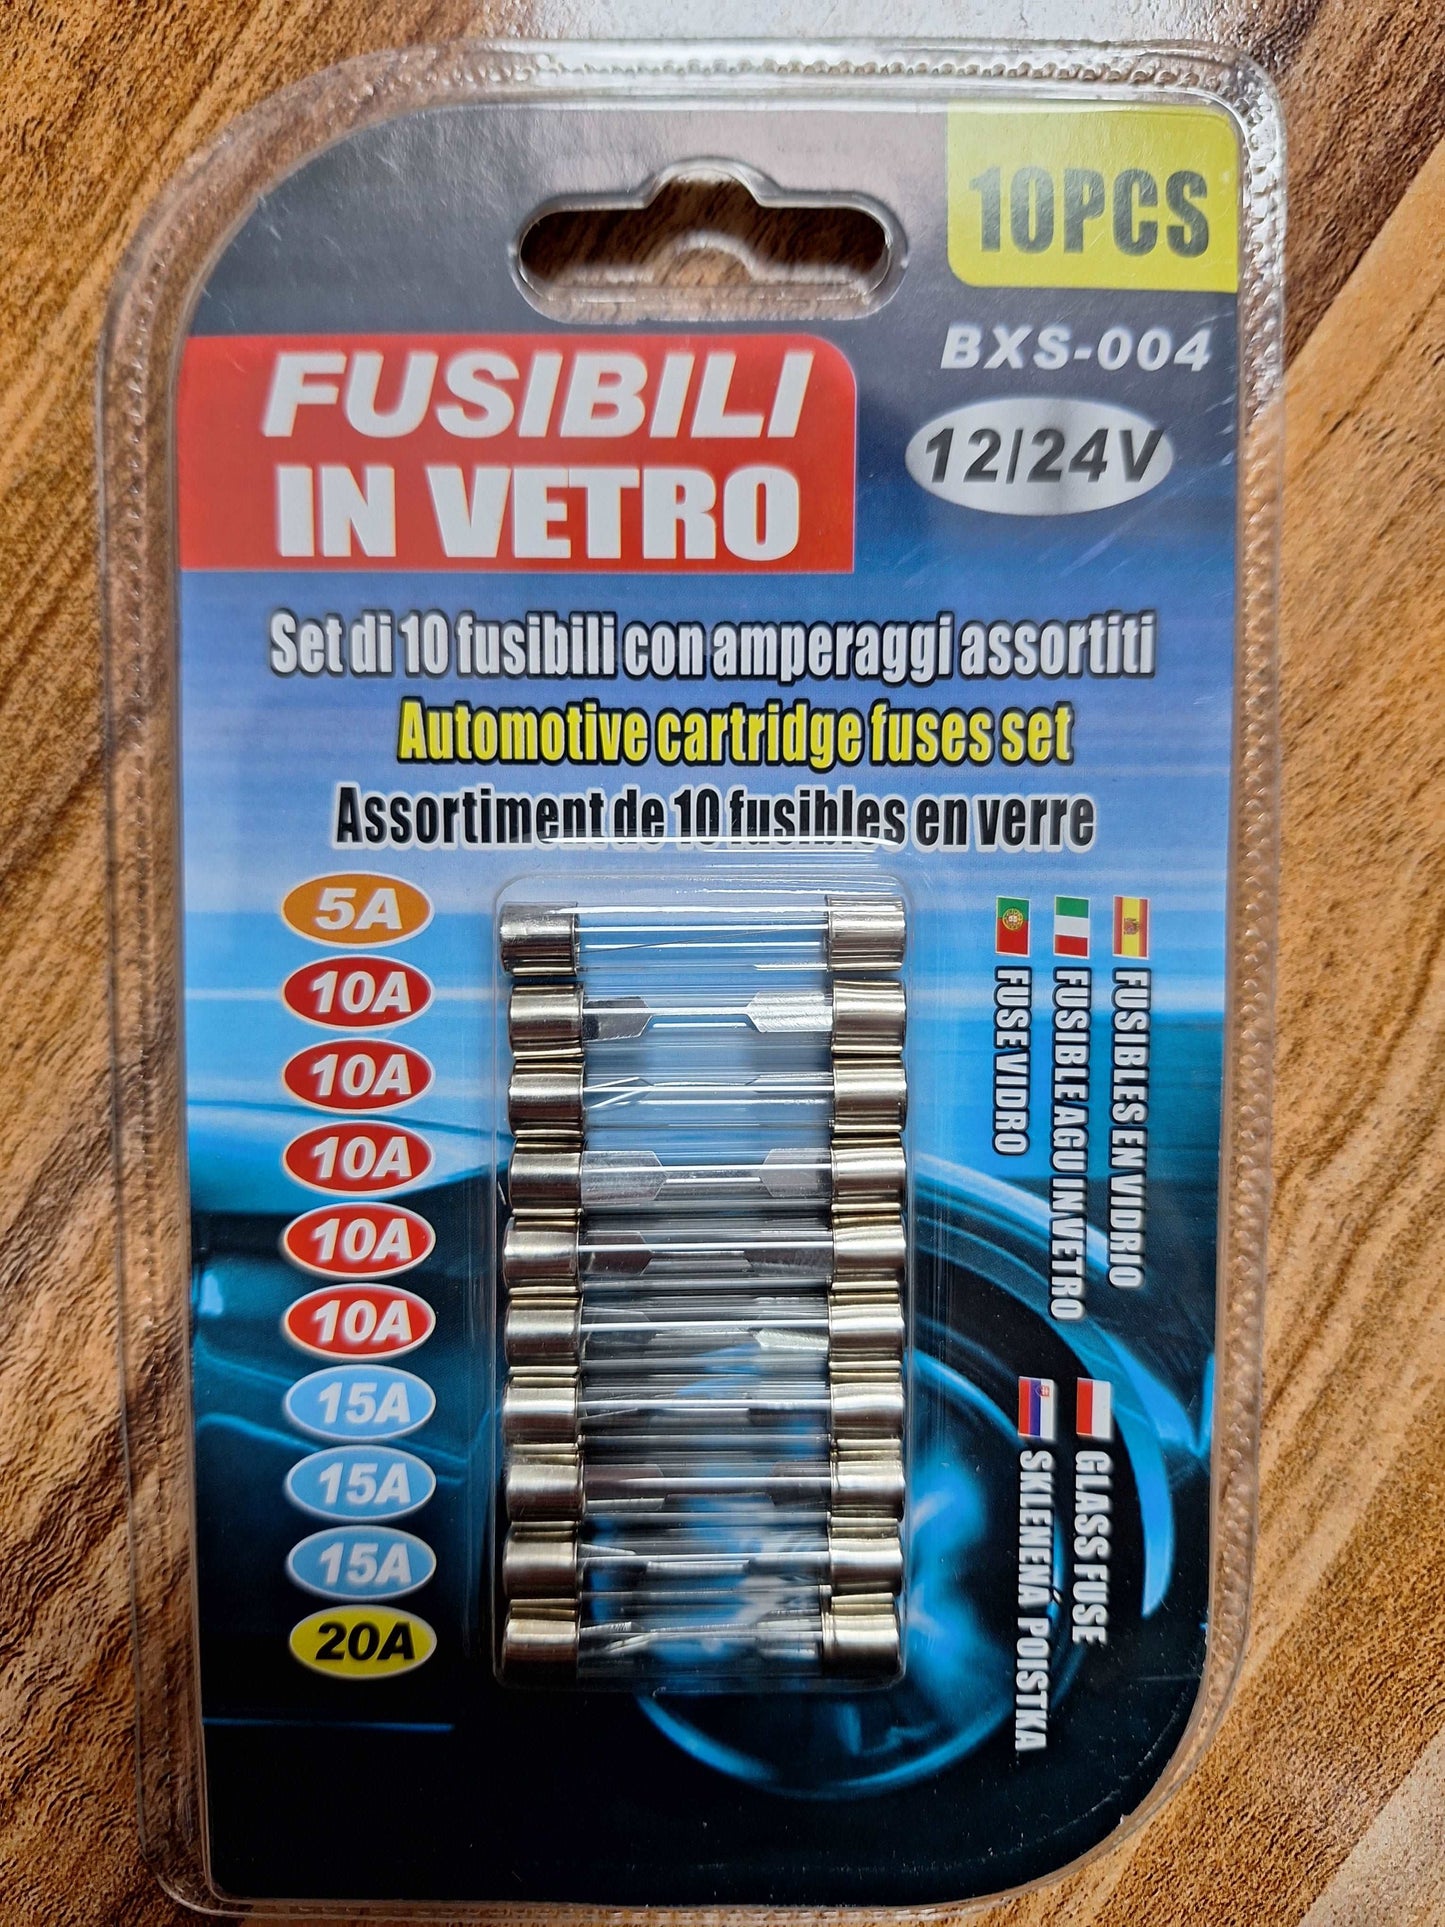 10PCS
BXS-004
12/24V
FUSIBILI
IN VETRO
Set di 10 fusibili con amperaggi assortiti
Automotive cartridge fuses set
Assortiment de 10 fusibles en verre
5A
10A
10A
10A
10A
10A
15A
15A
15A
20A
FUSIBLES EN VIDRIO
FUSIBLE AGU IN VETRO
FUSE VIDRO
GLASS FUSE
SKLENENÁ POISTKA